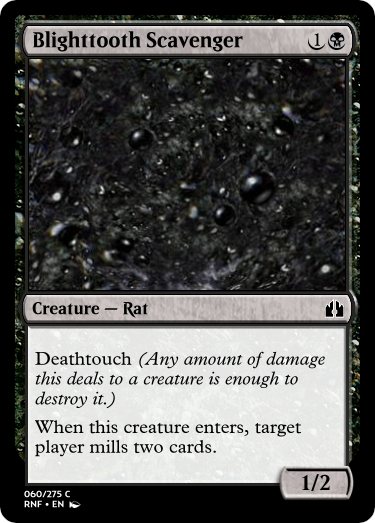 Blighttooth Scavenger 1
Creature — Rat
Deathtouch (Any amount of damage
this deals to a creature is enough to
destroy it.)
When this creature enters, target
player mills two cards.
1/2
060/275 C
RNF • EN